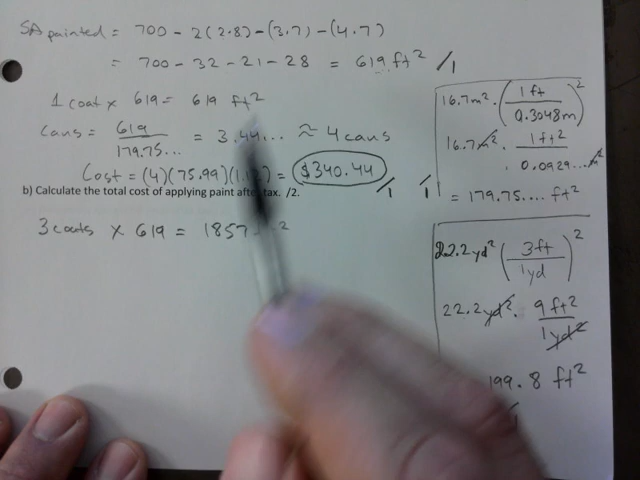 SA painted = 700 - 2(2·8) - (3·7) - (4·7)
= 700 - 32 - 21 - 28 = 619 ft² /1
1 coat × 619 = 619 ft²
Cans = 619/179.75... = 3.44... ≈ 4 cans
Cost = (4)(75.99)(1.12) = $340.44 /1 /1
b) Calculate the total cost of applying paint after tax. /2.
3 coats × 619 = 1857 ²
16.7m² · (1ft/0.3048m)²
16.7m² · 1ft²/0.0929...m²
= 179.75.... ft²
22.2yd² (3ft/1yd)²
22.2yd² · 9ft²/1yd²
199.8 ft²